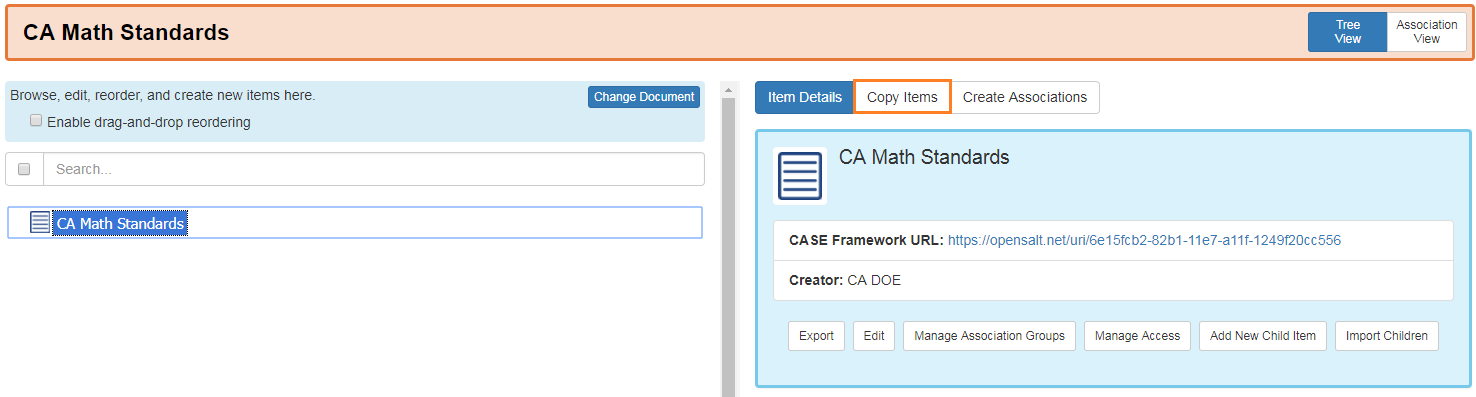 CA Math Standards
Tree
View
Association
View
Browse, edit, reorder, and create new items here.
Change Document
Enable drag-and-drop reordering
Search...
CA Math Standards
Item Details
Copy Items
Create Associations
CA Math Standards
CASE Framework URL: https://opensalt.net/uri/6e15fcb2-82b1-11e7-a11f-1249f20cc556
Creator: CA DOE
Export
Edit
Manage Association Groups
Manage Access
Add New Child Item
Import Children